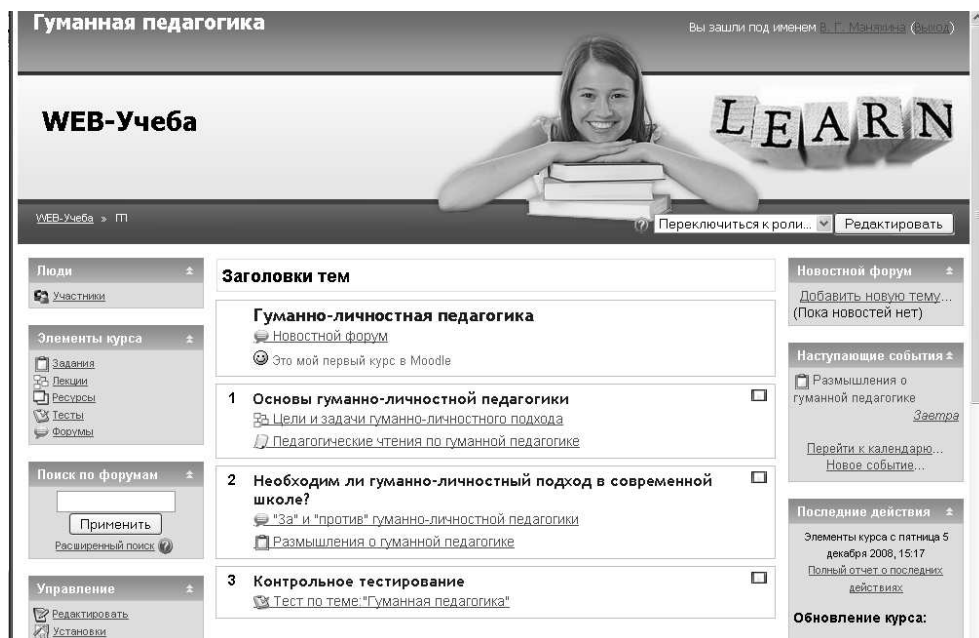 Гуманная педагогика
Вы зашли под именем В. Г. Манякина (Выход)
WEB-Учеба
LEARN
WEB-Учеба » ГП
Переключиться к роли... Редактировать
Люди
Участники
Элементы курса
Задания
Лекции
Ресурсы
Тесты
Форумы
Поиск по форумам
Применить
Расширенный поиск
Управление
Редактировать
Установки
Заголовки тем
Гуманно-личностная педагогика
Новостной форум
Это мой первый курс в Moodle
1 Основы гуманно-личностной педагогики
Цели и задачи гуманно-личностного подхода
Педагогические чтения по гуманной педагогике
2 Необходим ли гуманно-личностный подход в современной
школе?
"За" и "против" гуманно-личностной педагогики
Размышления о гуманной педагогике
3 Контрольное тестирование
Тест по теме:"Гуманная педагогика"
Новостной форум
Добавить новую тему...
(Пока новостей нет)
Наступающие события
Размышления о
гуманной педагогике
Завтра
Перейти к календарю...
Новое событие...
Последние действия
Элементы курса с пятница 5
декабря 2008, 15:17
Полный отчет о последних
действиях
Обновление курса: